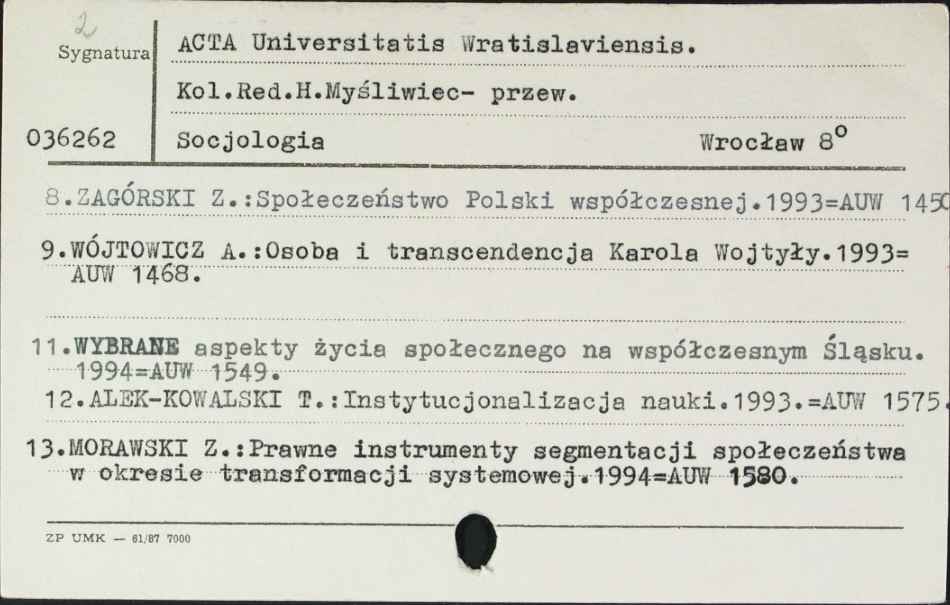 2
Sygnatura
ACTA Universitatis Wratislaviensis.
Kol.Red.H.Myśliwiec- przew.
036262
Socjologia Wrocław 8°
8.ZAGÓRSKI Z.:Społeczeństwo Polski współczesnej.1993=AUW 1450
9.WÓJTOWICZ A.:Osoba i transcendencja Karola Wojtyły.1993=
AUW 1468.
11.WYBRANE aspekty życia społecznego na współczesnym Śląsku.
1994=AUW 1549.
12.ALEK-KOWALSKI T.:Instytucjonalizacja nauki.1993.=AUW 1575.
13.MORAWSKI Z.:Prawne instrumenty segmentacji społeczeństwa
w okresie transformacji systemowej.1994=AUW 1580.
ZP UMK — 61/87 7000